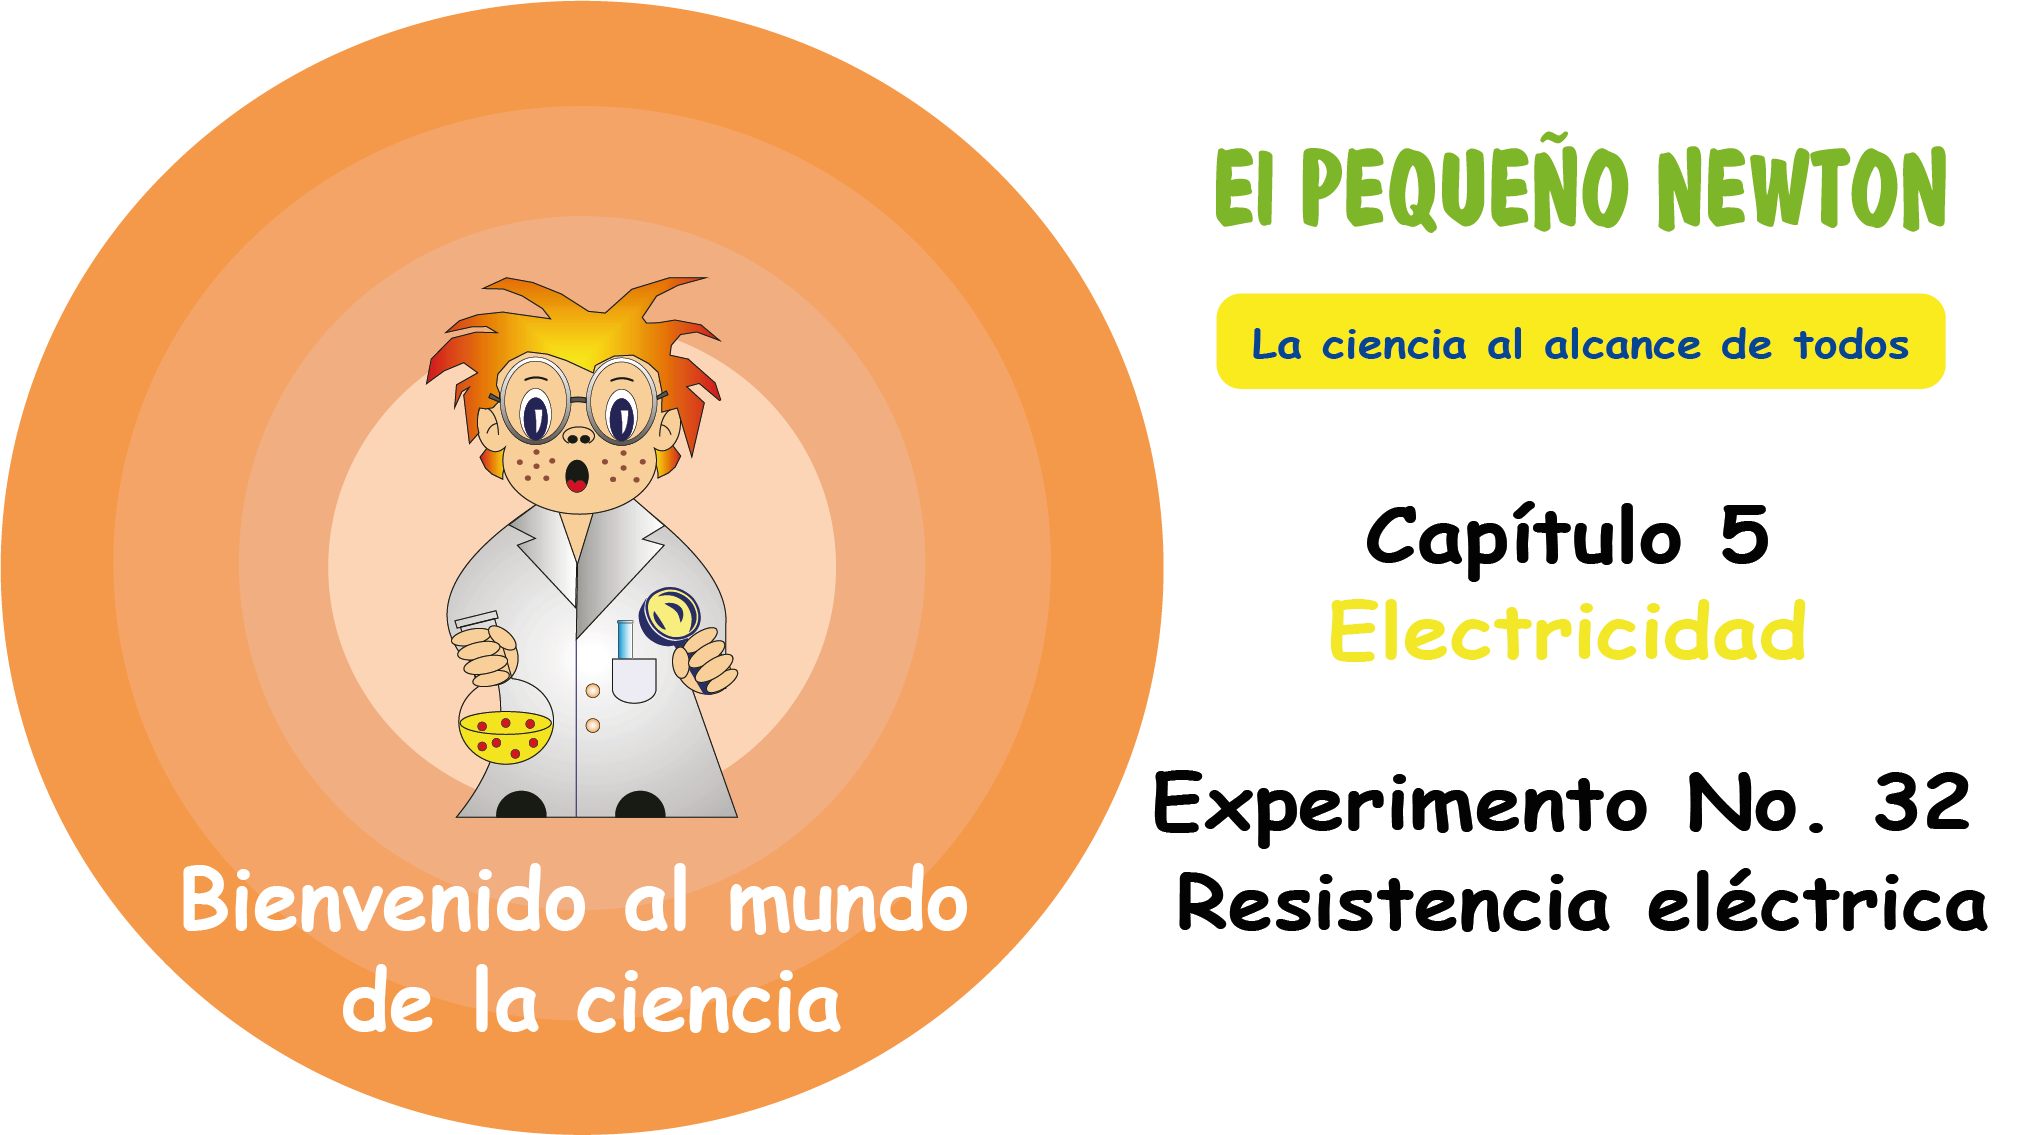 El PEQUEÑO NEWTON
La ciencia al alcance de todos
Capítulo 5
Electricidad
Experimento No. 32
Resistencia eléctrica
Bienvenido al mundo
de la ciencia